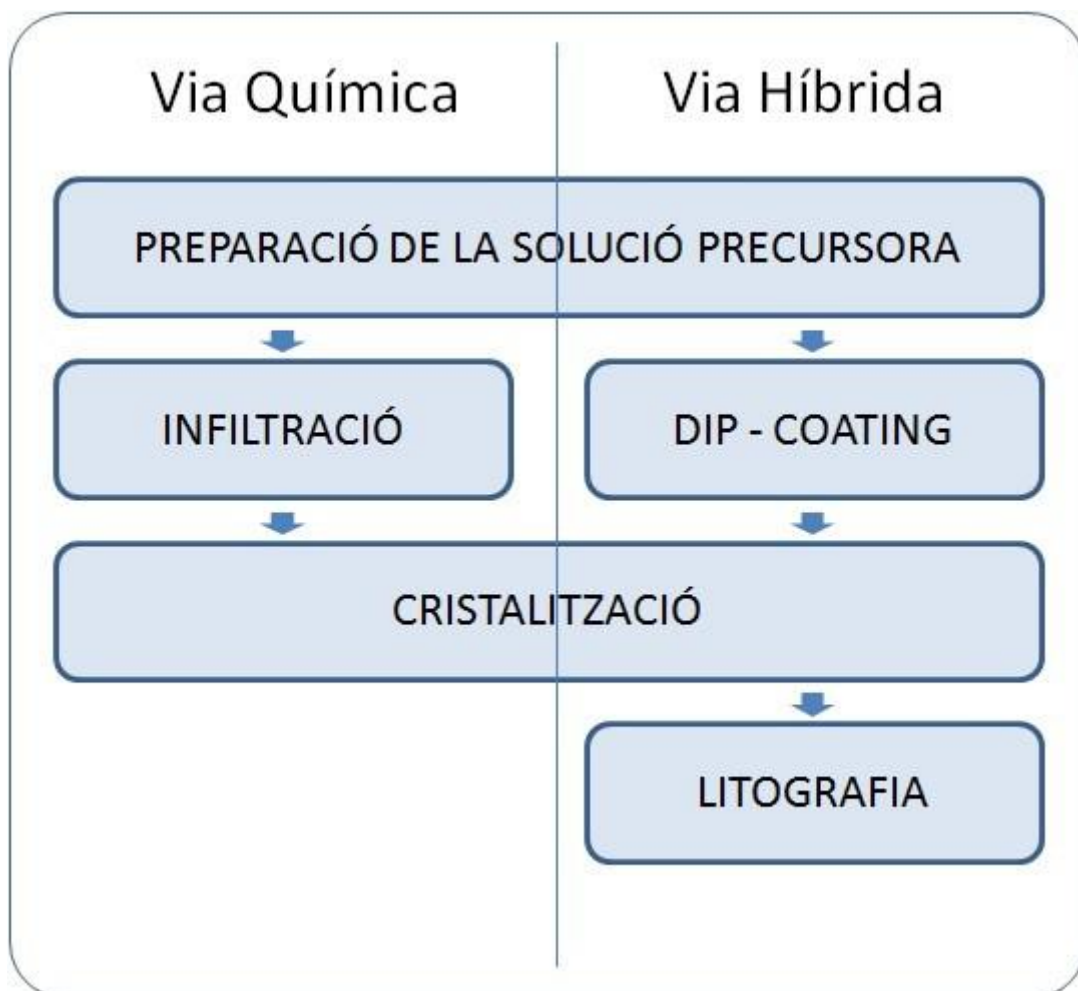 Via Química
Via Híbrida
PREPARACIÓ DE LA SOLUCIÓ PRECURSORA
INFILTRACIÓ
DIP - COATING
CRISTALITZACIÓ
LITOGRAFIA